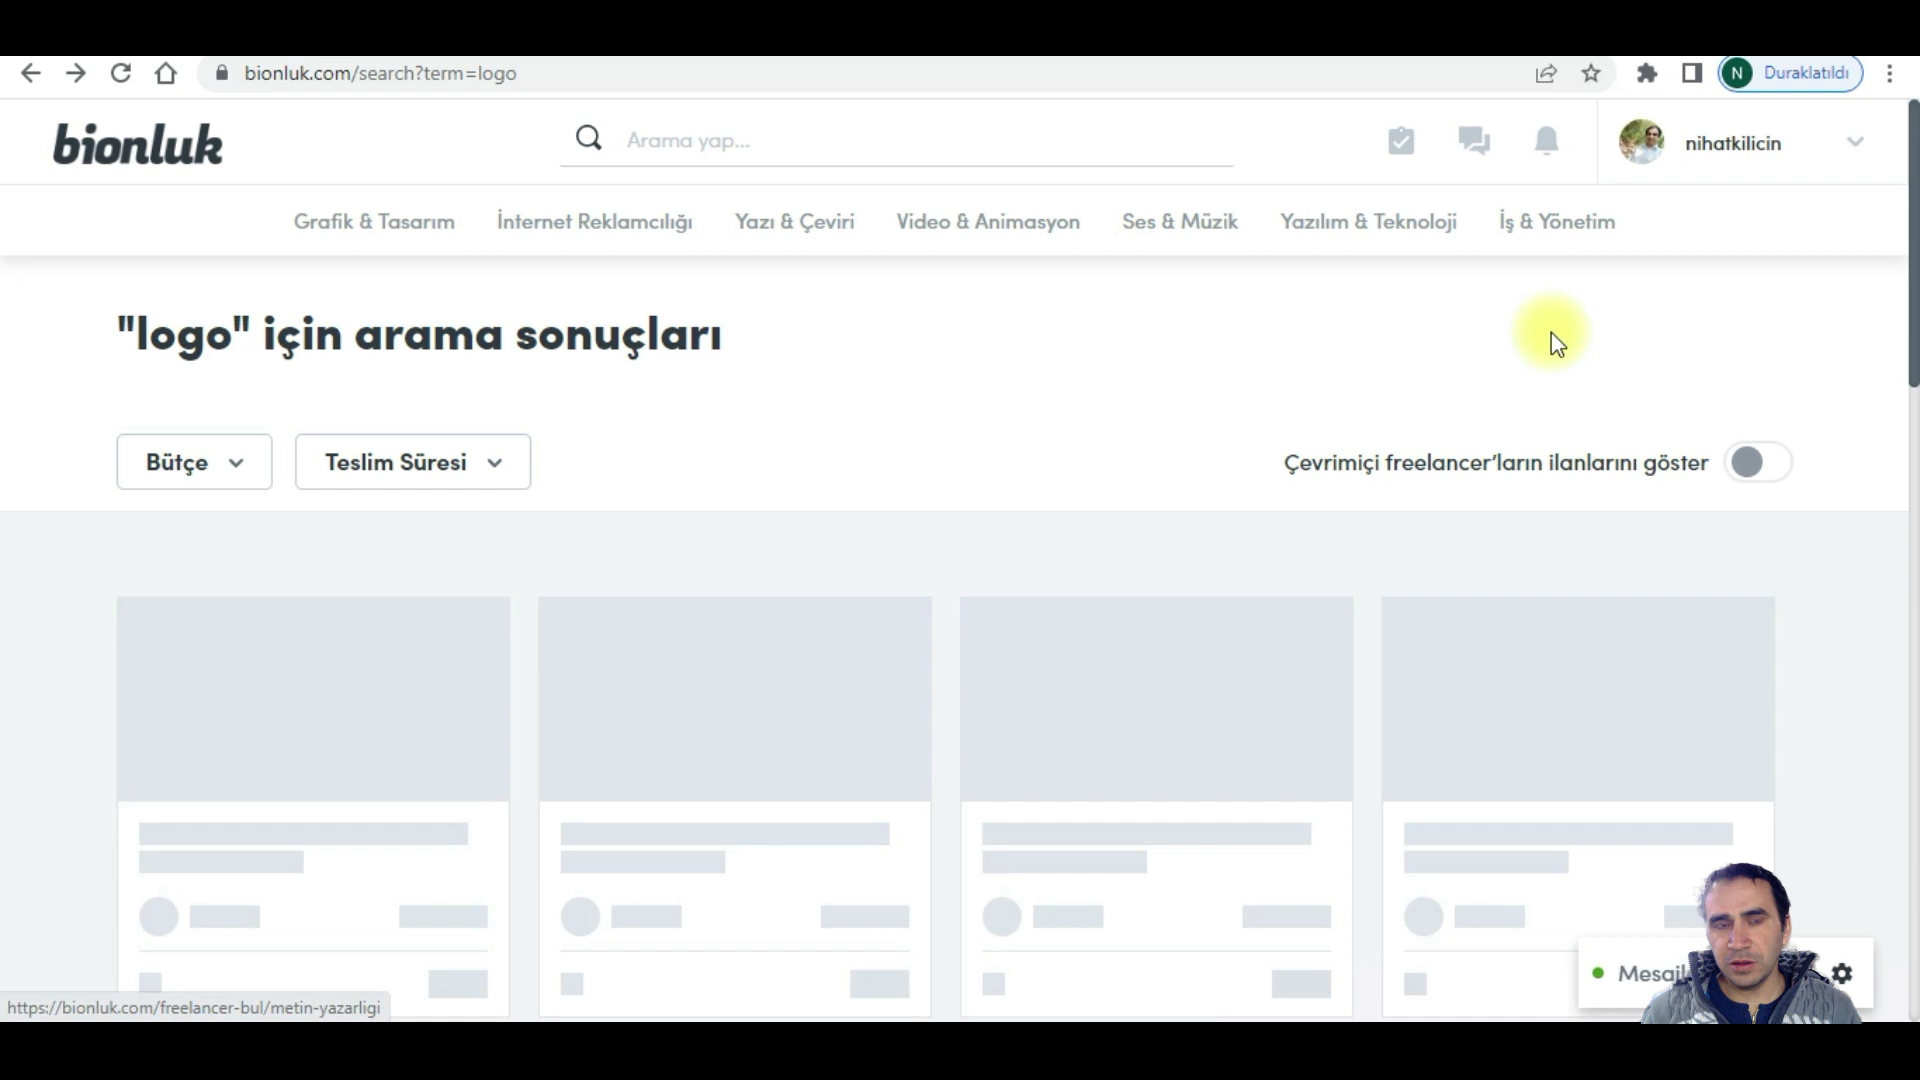 bionluk.com/search?term=logo
N Duraklatıldı
bionluk
Arama yap...
nihatkilicin
Grafik & Tasarım İnternet Reklamcılığı Yazı & Çeviri Video & Animasyon Ses & Müzik Yazılım & Teknoloji İş & Yönetim
"logo" için arama sonuçları
Bütçe Teslim Süresi Çevrimiçi freelancer’ların ilanlarını göster
https://bionluk.com/freelancer-bul/metin-yazarligi